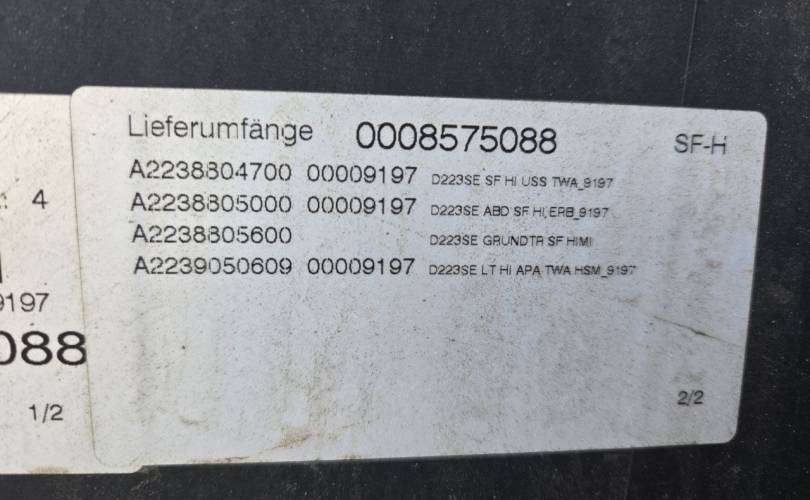 : 4
9197
088
1/2
Lieferumfänge 0008575088 SF-H
A2238804700 00009197 D223SE SF HI USS TWA_9197
A2238805000 00009197 D223SE ABD SF HI, ERB_9197
A2238805600 D223SE GRUNDTR SF HIMI
A2239050609 00009197 D223SE LT HI APA TWA HSM_9197
2/2